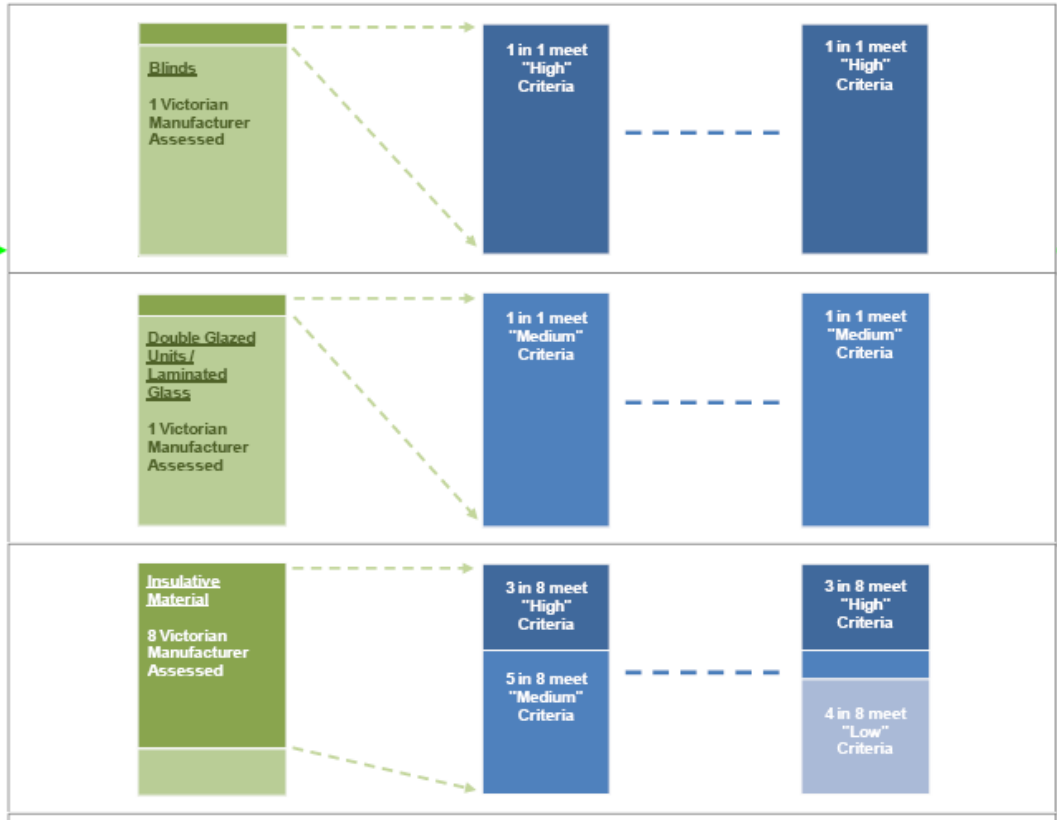 Blinds
1 Victorian
Manufacturer
Assessed
1 in 1 meet
"High"
Criteria
1 in 1 meet
"High"
Criteria
Double Glazed
Units /
Laminated
Glass
1 Victorian
Manufacturer
Assessed
1 in 1 meet
"Medium"
Criteria
1 in 1 meet
"Medium"
Criteria
Insulative
Material
8 Victorian
Manufacturer
Assessed
3 in 8 meet
"High"
Criteria
5 in 8 meet
"Medium"
Criteria
3 in 8 meet
"High"
Criteria
4 in 8 meet
"Low"
Criteria